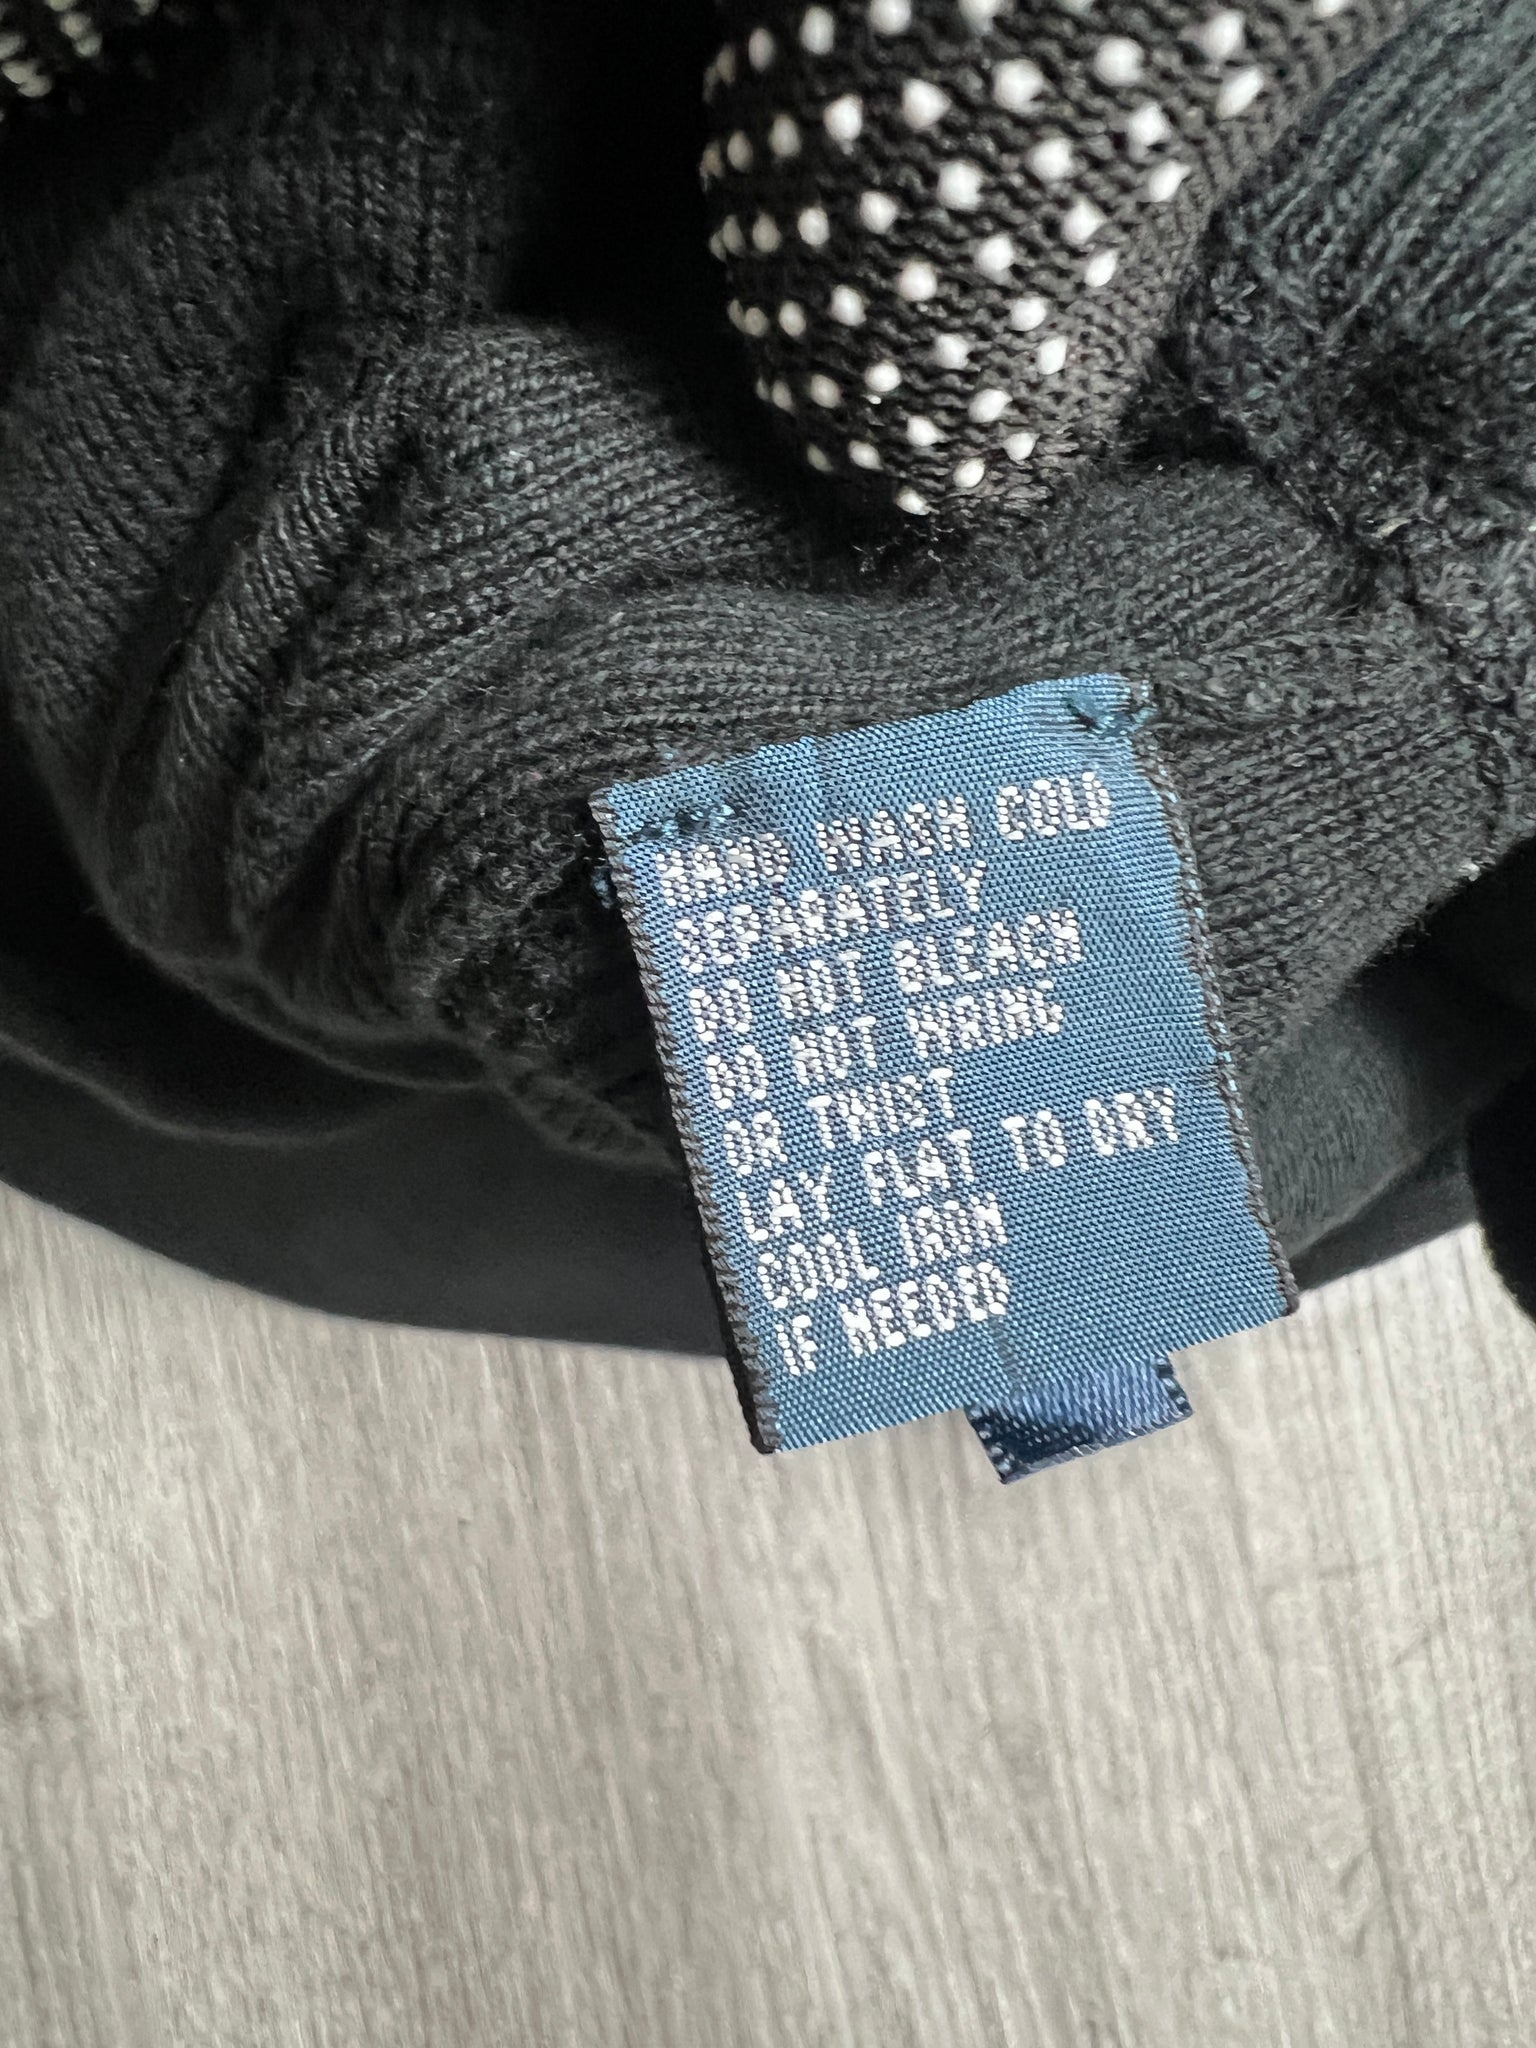 HAND WASH COLD
SEPARATELY
DO NOT BLEACH
DO NOT WRING
OR TWIST
LAY FLAT TO DRY
COOL IRON
IF NEEDED